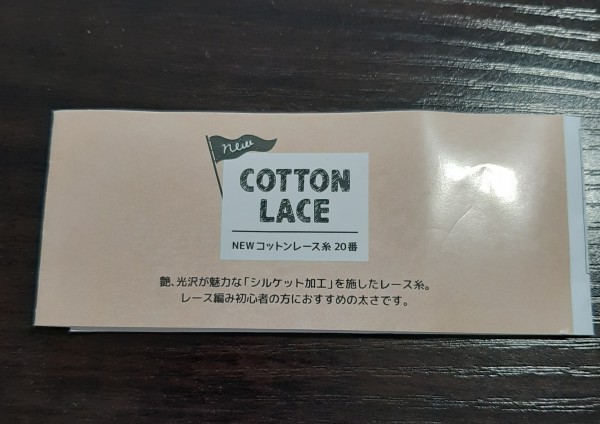 new
COTTON
LACE
NEWコットンレース糸20番
艶、光沢が魅力な「シルケット加工」を施したレース糸。
レース編み初心者の方におすすめの太さです。